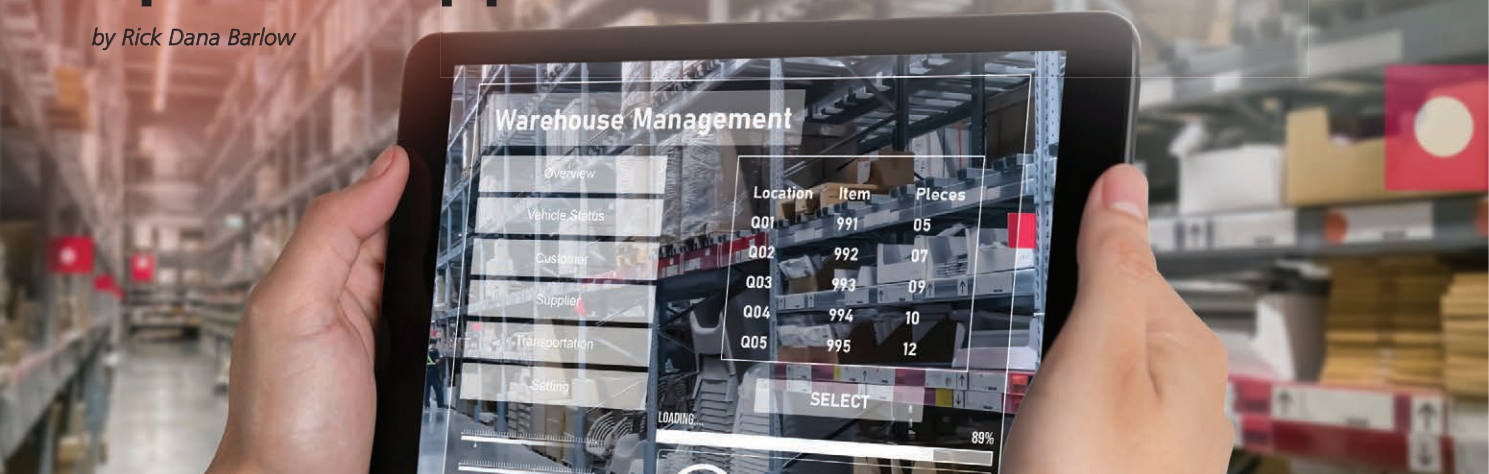 by Rick Dana Barlow
Warehouse Management
Overview
Vehicle Status
Customer
Supplier
Transportation
Setting
Location Item Pieces
Q01 991 05
Q02 992 07
Q03 993 09
Q04 994 10
Q05 995 12
SELECT
LOADING...
89%